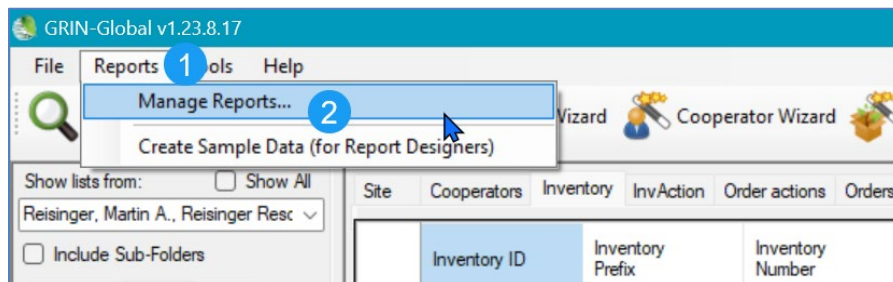 GRIN-Global v1.23.8.17
File Reports 1 ols Help
Manage Reports... 2
Wizard Cooperator Wizard
Create Sample Data (for Report Designers)
Show lists from: Show All
Site Cooperators Inventory InvAction Order actions Orders
Reisinger, Martin A., Reisinger Resc
Include Sub-Folders
Inventory ID Inventory Prefix Inventory Number